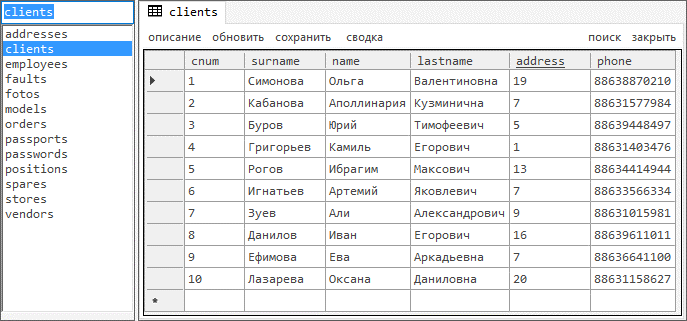 clients
addresses
clients
employees
faults
fotos
models
orders
passports
passwords
positions
spares
stores
vendors
clients
описание обновить сохранить сводка поиск закрыть
cnum surname name lastname address phone
1 Симонова Ольга Валентиновна 19 88638870210
2 Кабанова Аполлинария Кузминична 7 88631577984
3 Буров Юрий Тимофеевич 5 88639448497
4 Григорьев Камиль Егорович 1 88631403476
5 Рогов Ибрагим Максович 13 88634414944
6 Игнатьев Артемий Яковлевич 7 88633566334
7 Зуев Али Александрович 9 88631015981
8 Данилов Иван Егорович 16 88639611011
9 Ефимова Ева Аркадьевна 7 88636641100
10 Лазарева Оксана Даниловна 20 88631158627
*